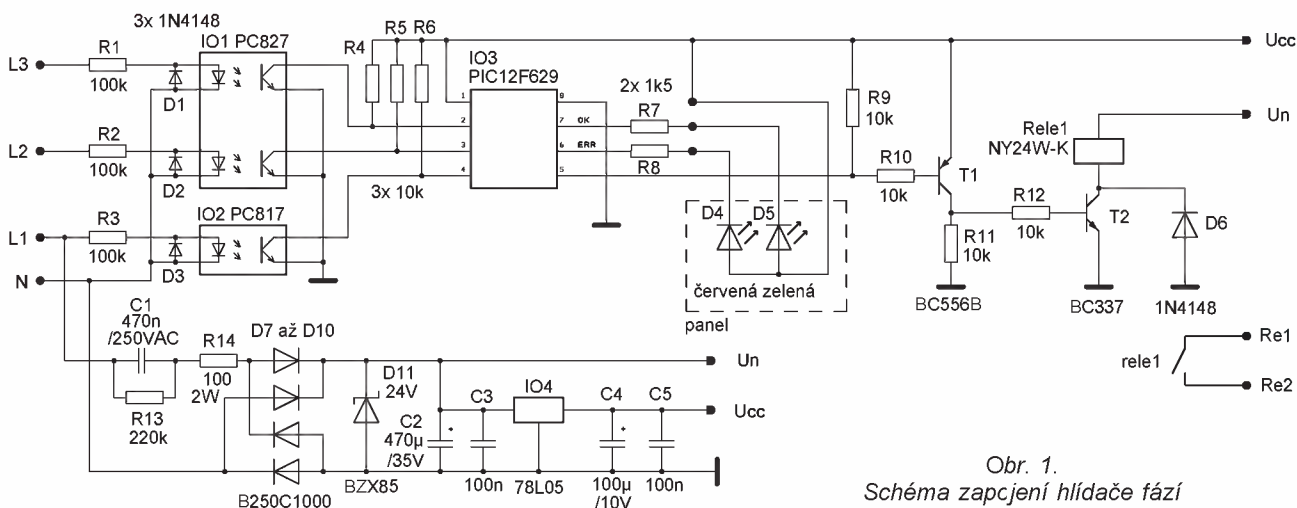 3x 1N4148
R1
IO1 PC827
R4
R5 R6
IO3
PIC12F629
Ucc
L3
100k
D1
1
2
3
4
8
7
6
5
OK
ERR
2x 1k5
R7
R8
R9
10k
Un
Rele1
NY24W-K
L2
R2
100k
D2
3x 10k
R10
10k
T1
R12
10k
T2
D6
L1
R3
100k
IO2 PC817
D3
N
D4
D5
červená zelená
panel
R11
10k
BC556B
BC337
1N4148
C1
470n
/250VAC
R14
100
2W
R13
220k
D7 až D10
B250C1000
D11
24V
BZX85
Un
Ucc
C2
470µ
/35V
+
C3
100n
IO4
78L05
C4
+
100µ
/10V
C5
100n
rele1
Re1
Re2
Obr. 1.
Schéma zapojení hlídače fází